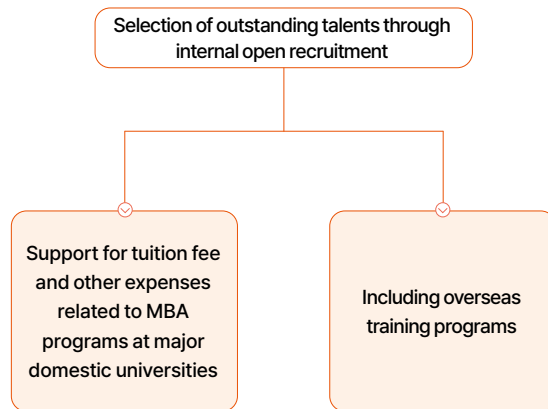 Selection of outstanding talents through
internal open recruitment
Support for tuition fee
and other expenses
related to MBA
programs at major
domestic universities
Including overseas
training programs